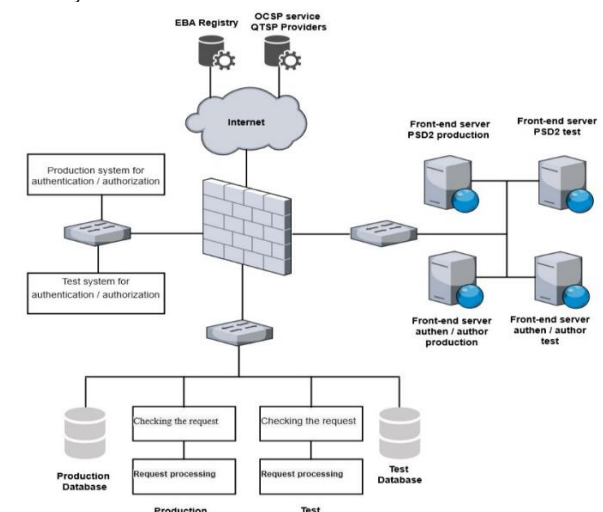 EBA Registry
OCSP service
QTSP Providers
Internet
Front-end server
PSD2 production
Front-end server
PSD2 test
Production system for
authentication / authorization
Test system for
authentication / authorization
Front-end server
authen / author
production
Front-end server
authen / author
test
Checking the request
Checking the request
Production
Database
Request processing
Request processing
Test
Database
Production
Test